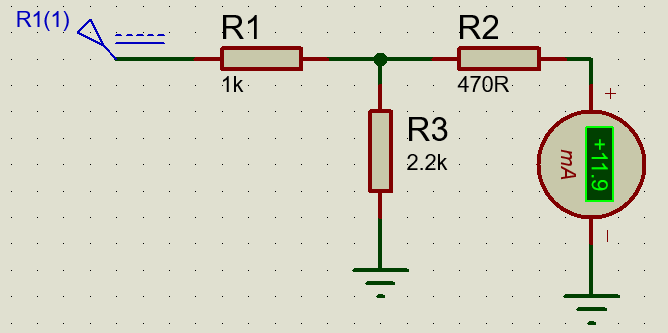 R1(1)
R1
1k
R2
470R
R3
2.2k
+
+11.9
mA
−